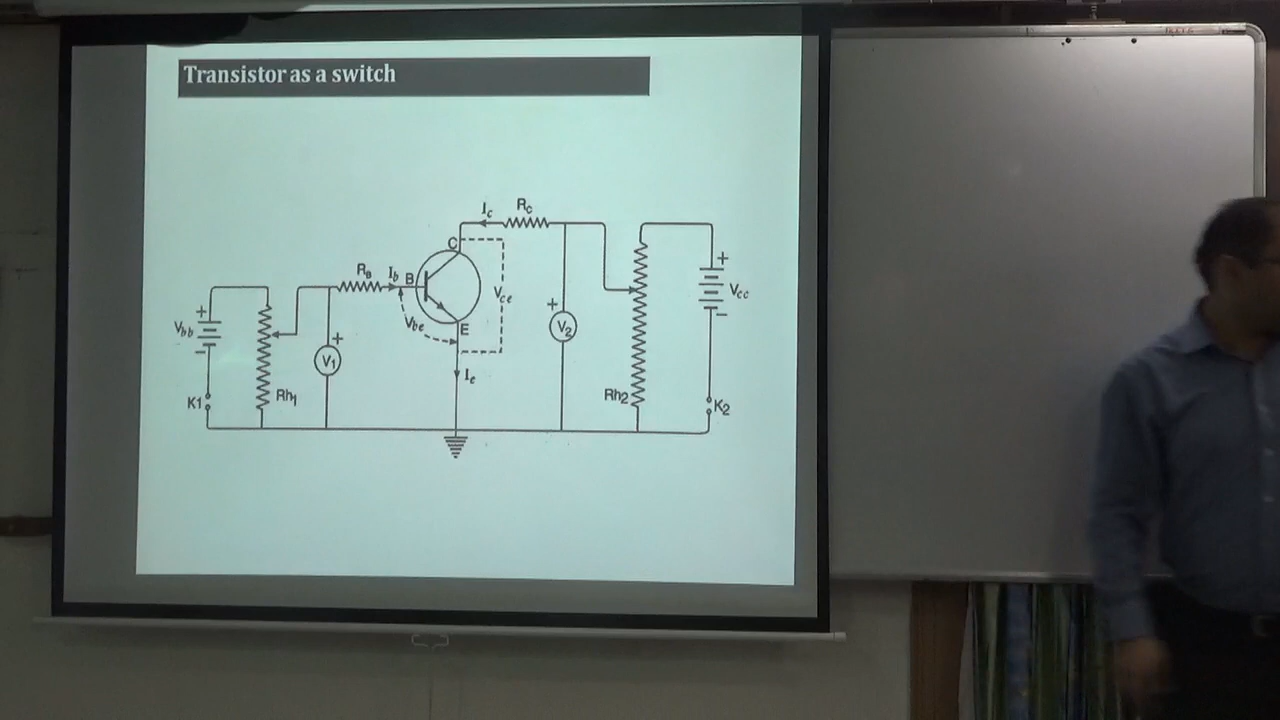 Transistor as a switch
Ic
Rc
C
RB
Ib
B
Vce
Vbe
E
Ie
+
Vbb
−
K1
Rh1
+
V1
+
V2
Rh2
+
Vcc
−
K2